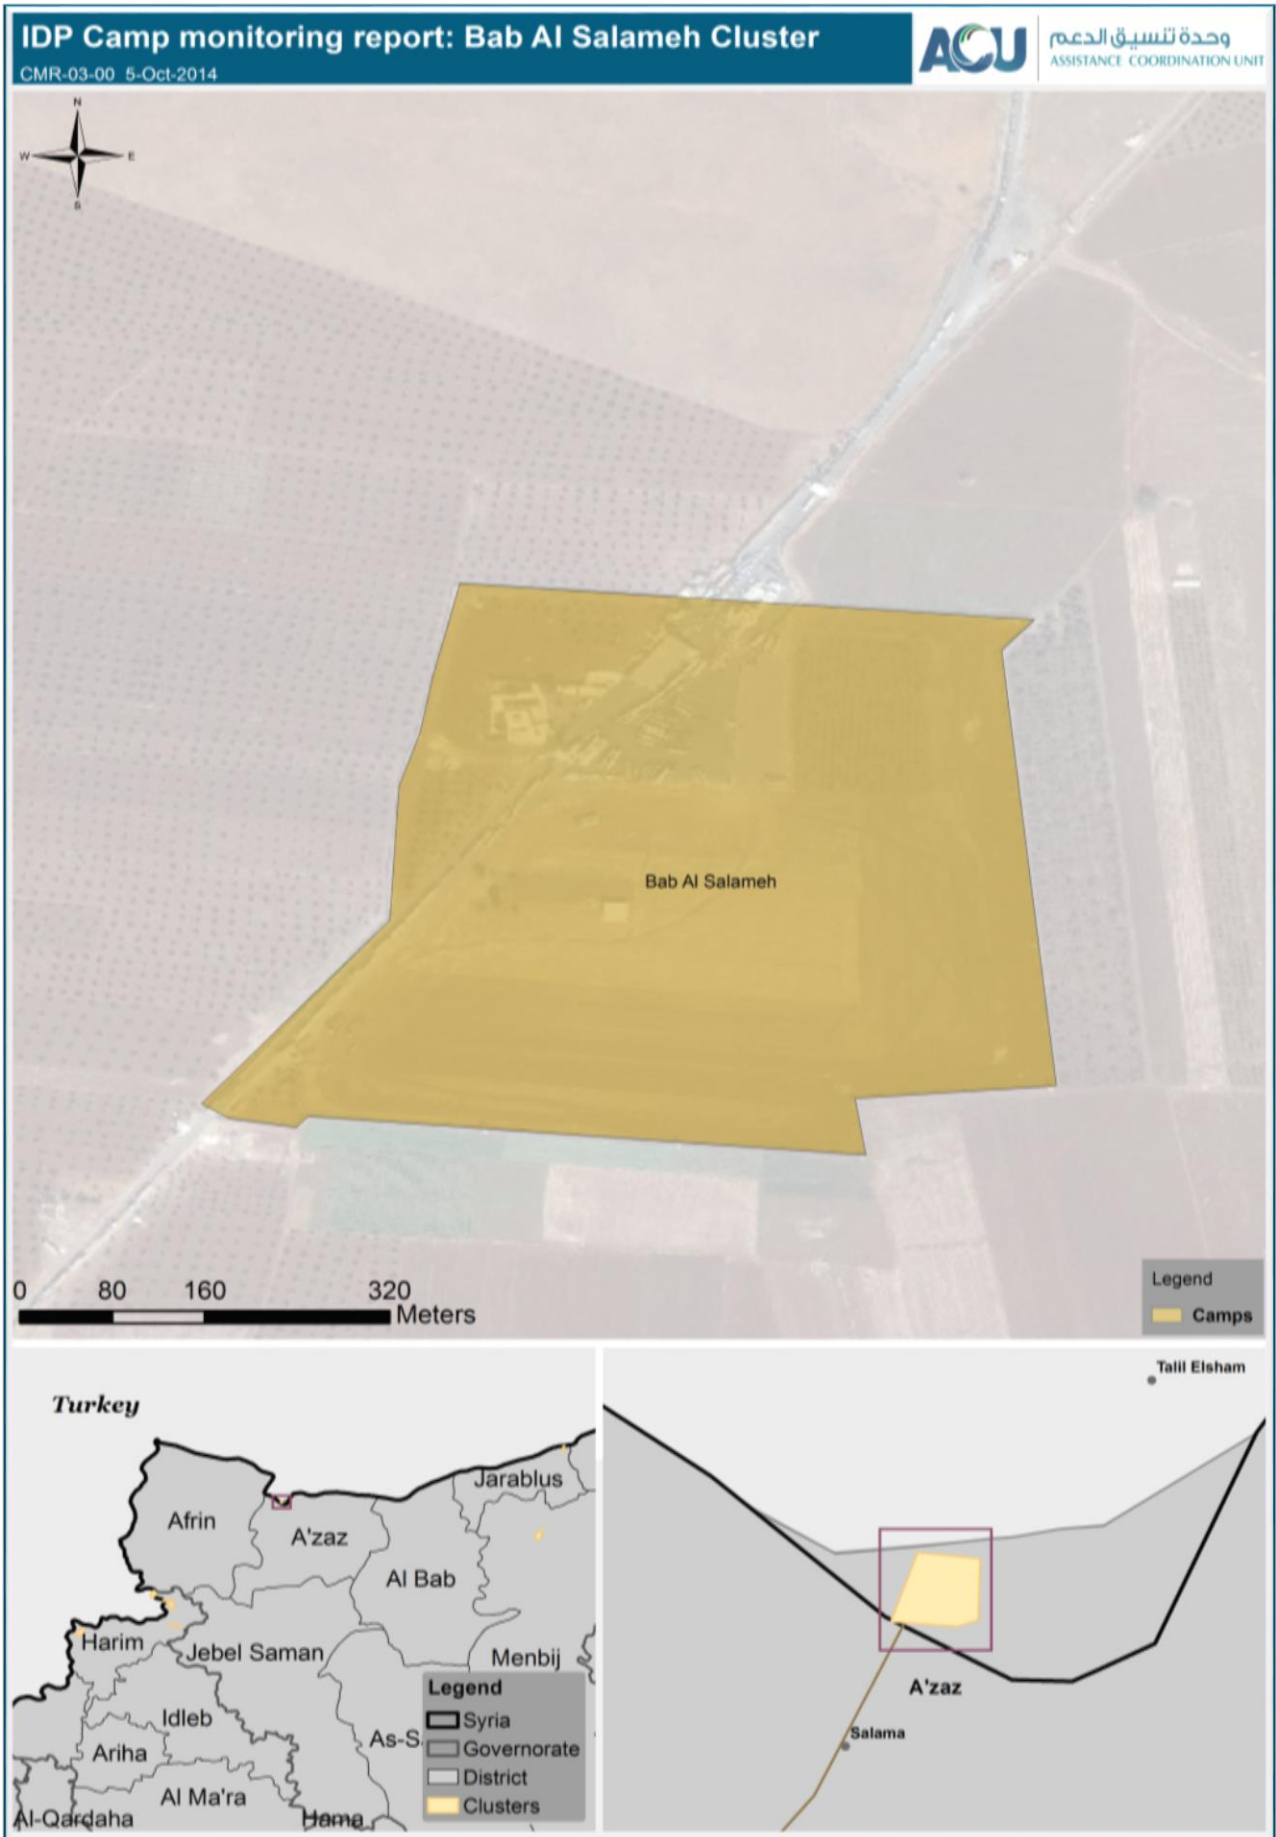 IDP Camp monitoring report: Bab Al Salameh Cluster
CMR-03-00 5-Oct-2014
ACU
وحدة تنسيق الدعم
ASSISTANCE COORDINATION UNIT
N
W E
S
Bab Al Salameh
0 80 160 320
Meters
Legend
Camps
Turkey
Afrin
A'zaz
Jarablus
Al Bab
Harim
Jebel Saman
Menbij
Idleb
Ariha
As-S
Al Ma'ra
Al-Qardaha
Hama
Legend
Syria
Governorate
District
Clusters
Talil Elsham
A'zaz
Salama